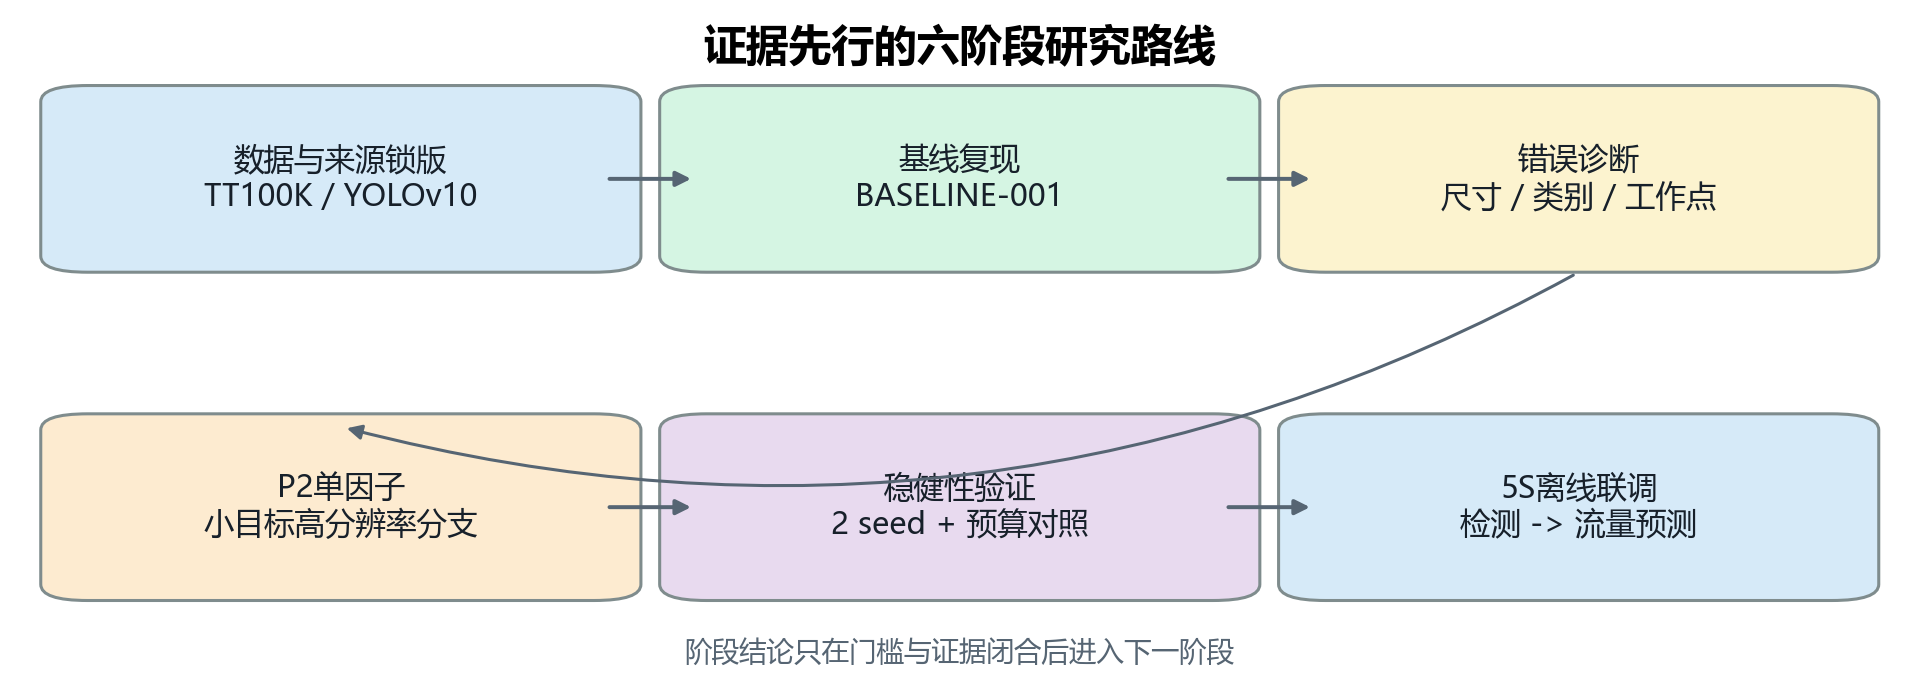 证据先行的六阶段研究路线
数据与来源锁版
TT100K / YOLOv10
基线复现
BASELINE-001
错误诊断
尺寸 / 类别 / 工作点
P2单因子
小目标高分辨率分支
稳健性验证
2 seed + 预算对照
5S离线联调
检测 -> 流量预测
阶段结论只在门槛与证据闭合后进入下一阶段